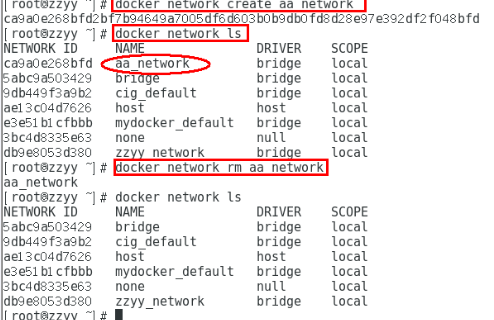 [root@zzyy ~]# docker network create aa_network
ca9a0e268bfd2bf7b94649a7005df6d603b0b9db0fd8d28e97e392df2f048bfd
[root@zzyy ~]# docker network ls
NETWORK ID NAME DRIVER SCOPE
ca9a0e268bfd aa_network bridge local
5abc9a503429 bridge bridge local
9db449f3a9b2 cig_default bridge local
ae13c04d7626 host host local
e3e51b1cfbbb mydocker_default bridge local
3bc4d8335e63 none null local
db9e8053d380 zzyy_network bridge local
[root@zzyy ~]# docker network rm aa_network
aa_network
[root@zzyy ~]# docker network ls
NETWORK ID NAME DRIVER SCOPE
5abc9a503429 bridge bridge local
9db449f3a9b2 cig_default bridge local
ae13c04d7626 host host local
e3e51b1cfbbb mydocker_default bridge local
3bc4d8335e63 none null local
db9e8053d380 zzyy_network bridge local
[root@zzyy ~]#